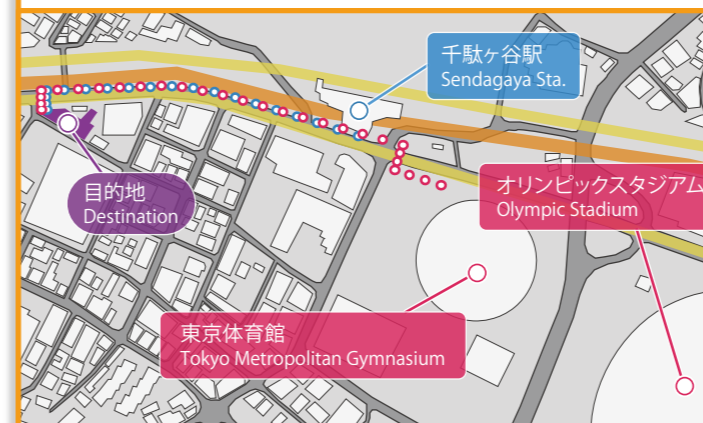 千駄ヶ谷駅
Sendagaya Sta.
目的地
Destination
オリンピックスタジアム
Olympic Stadium
東京体育館
Tokyo Metropolitan Gymnasium